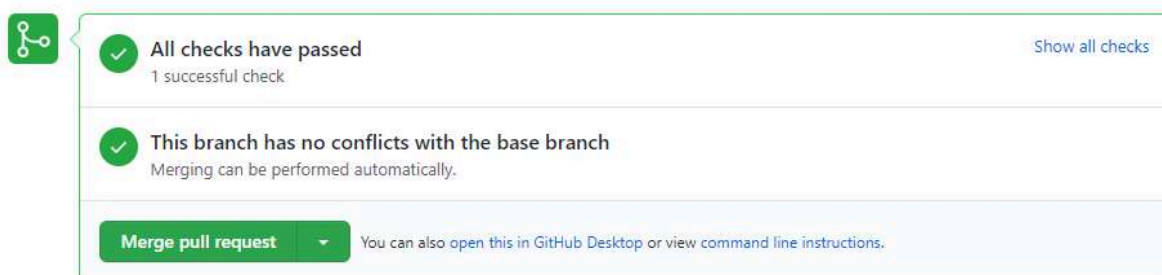 All checks have passed
Show all checks
1 successful check
This branch has no conflicts with the base branch
Merging can be performed automatically.
Merge pull request
You can also open this in GitHub Desktop or view command line instructions.